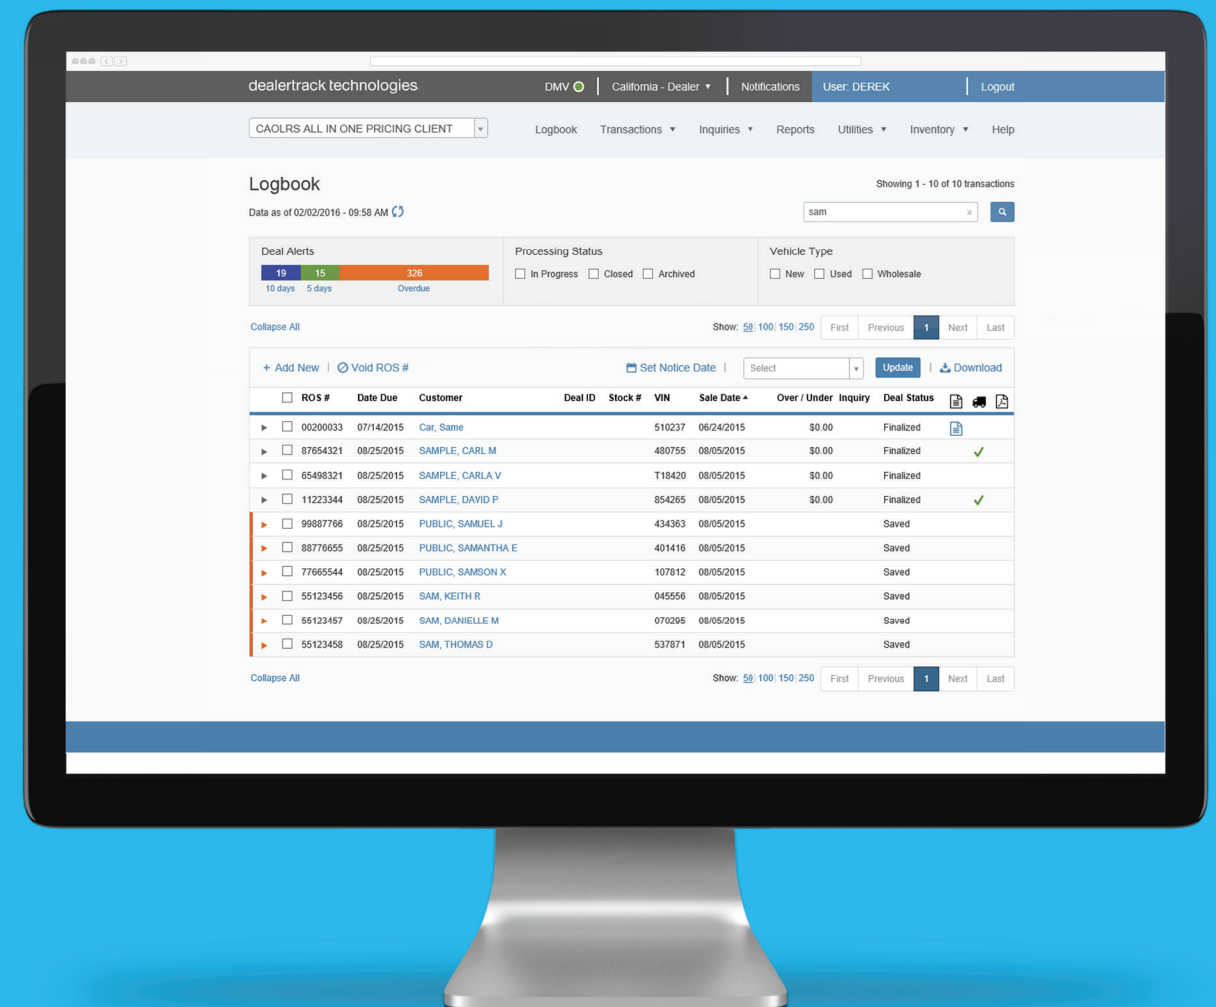 dealertrack technologies DMV California - Dealer Notifications User: DEREK Logout
CAOLRS ALL IN ONE PRICING CLIENT Logbook Transactions Inquiries Reports Utilities Inventory Help
Logbook
Showing 1 - 10 of 10 transactions
Data as of 02/02/2016 - 09:58 AM
sam x
Deal Alerts Processing Status Vehicle Type
19 15 326 In Progress Closed Archived New Used Wholesale
10 days 5 days Overdue
Collapse All Show: 50| 100| 150| 250 First Previous 1 Next Last
+ Add New | Void ROS # Set Notice Date | Select Update | Download
ROS # Date Due Customer Deal ID Stock # VIN Sale Date Over / Under Inquiry Deal Status
00200033 07/14/2015 Car, Same 510237 06/24/2015 $0.00 Finalized
87654321 08/25/2015 SAMPLE, CARL M 480755 08/05/2015 $0.00 Finalized
65498321 08/25/2015 SAMPLE, CARLA V T18420 08/05/2015 $0.00 Finalized
11223344 08/25/2015 SAMPLE, DAVID P 854265 08/05/2015 $0.00 Finalized
99887766 08/25/2015 PUBLIC, SAMUEL J 434363 08/05/2015 Saved
88776655 08/25/2015 PUBLIC, SAMANTHA E 401416 08/05/2015 Saved
77665544 08/25/2015 PUBLIC, SAMSON X 107812 08/05/2015 Saved
55123456 08/25/2015 SAM, KEITH R 045556 08/05/2015 Saved
55123457 08/25/2015 SAM, DANIELLE M 070295 08/05/2015 Saved
55123458 08/25/2015 SAM, THOMAS D 537871 08/05/2015 Saved
Collapse All Show: 50| 100| 150| 250 First Previous 1 Next Last